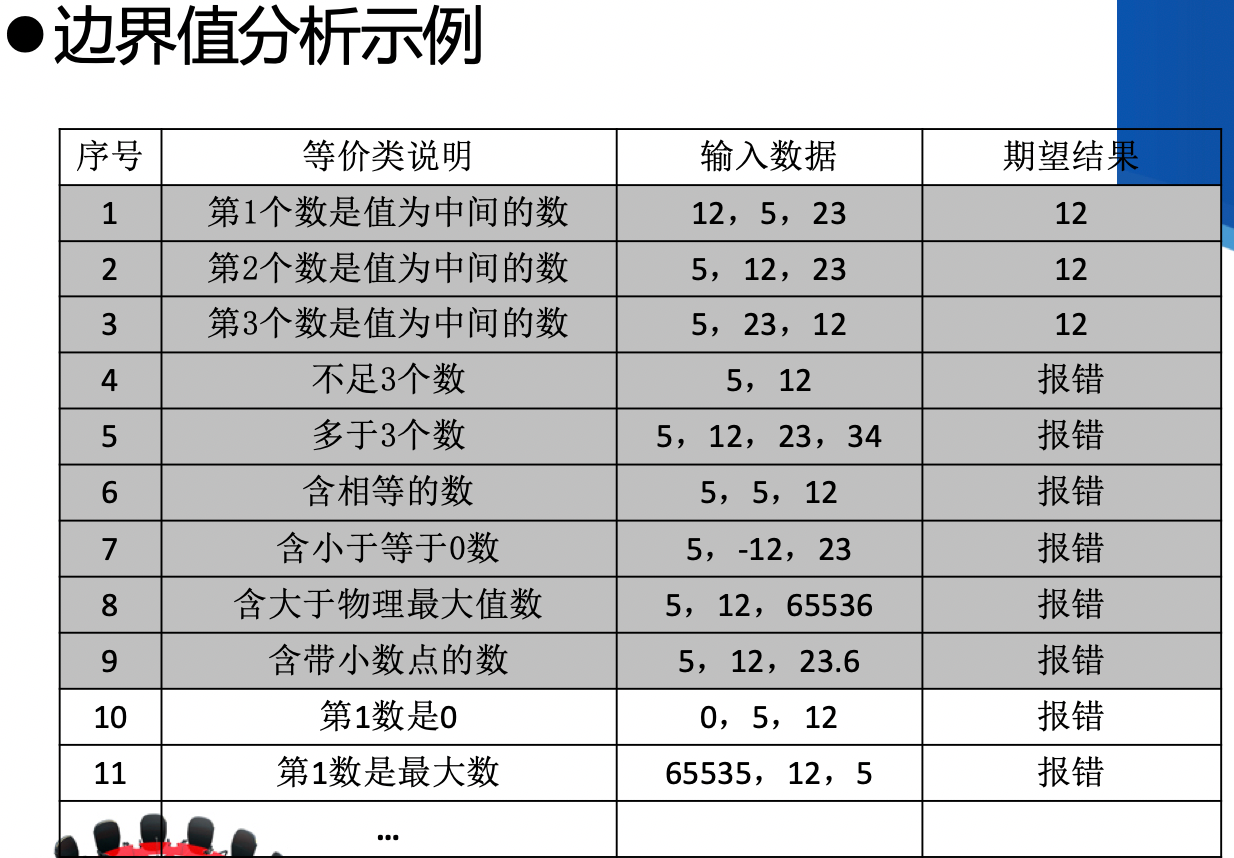 ●边界值分析示例
序号 等价类说明 输入数据 期望结果
1 第1个数是值为中间的数 12，5，23 12
2 第2个数是值为中间的数 5，12，23 12
3 第3个数是值为中间的数 5，23，12 12
4 不足3个数 5，12 报错
5 多于3个数 5，12，23，34 报错
6 含相等的数 5，5，12 报错
7 含小于等于0数 5，-12，23 报错
8 含大于物理最大值数 5，12，65536 报错
9 含带小数点的数 5，12，23.6 报错
10 第1数是0 0，5，12 报错
11 第1数是最大数 65535，12，5 报错
…